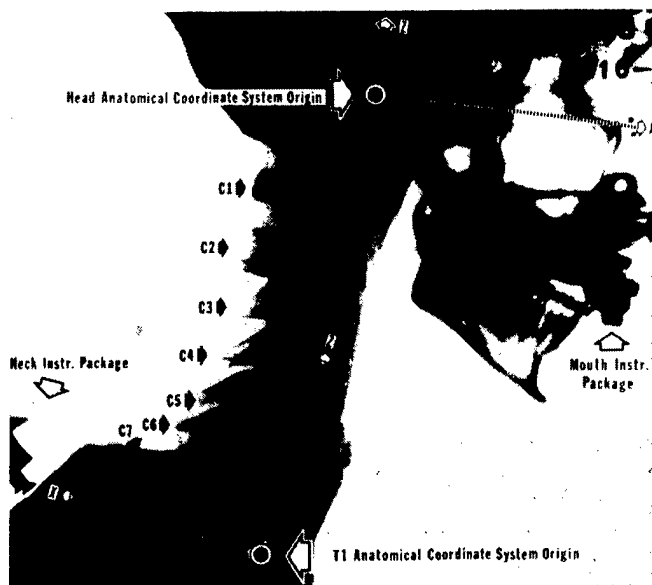 Z
10
Head Anatomical Coordinate System Origin
C1
C2
C3
Z
C4
Neck Instr. Package
Mouth Instr.
Package
C5
C6
C7
X
T1 Anatomical Coordinate System Origin